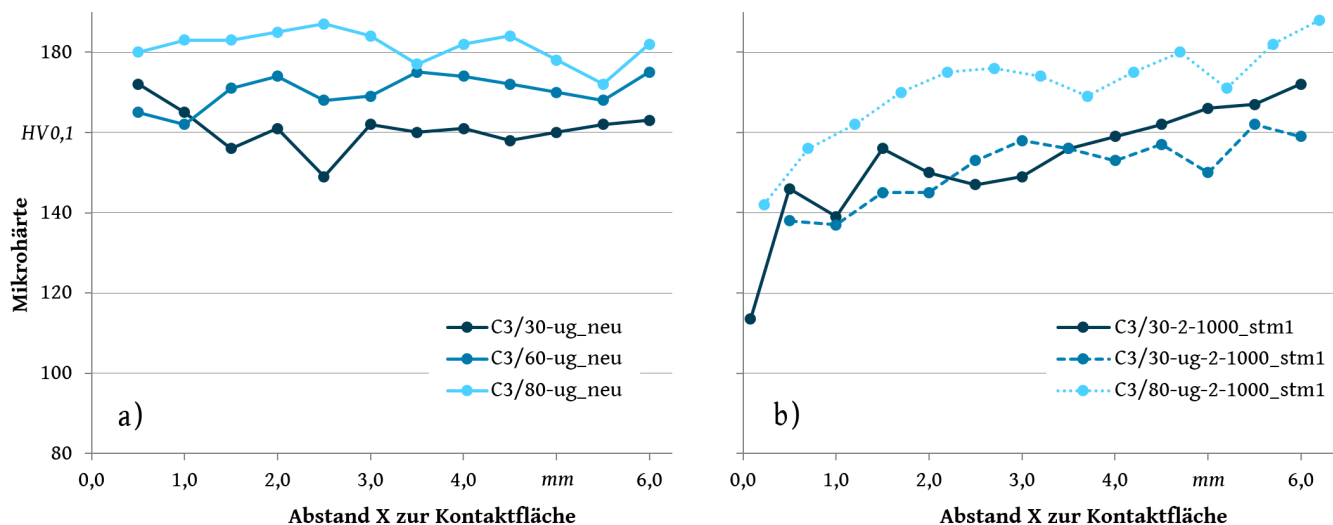 180
HV 0,1
140
120
100
80
Mikrohärte
C3/30-ug_neu
C3/60-ug_neu
C3/80-ug_neu
a)
0,0 1,0 2,0 3,0 4,0 mm 6,0
Abstand X zur Kontaktfläche
C3/30-2-1000_stm1
C3/30-ug-2-1000_stm1
C3/80-ug-2-1000_stm1
b)
0,0 1,0 2,0 3,0 4,0 mm 6,0
Abstand X zur Kontaktfläche